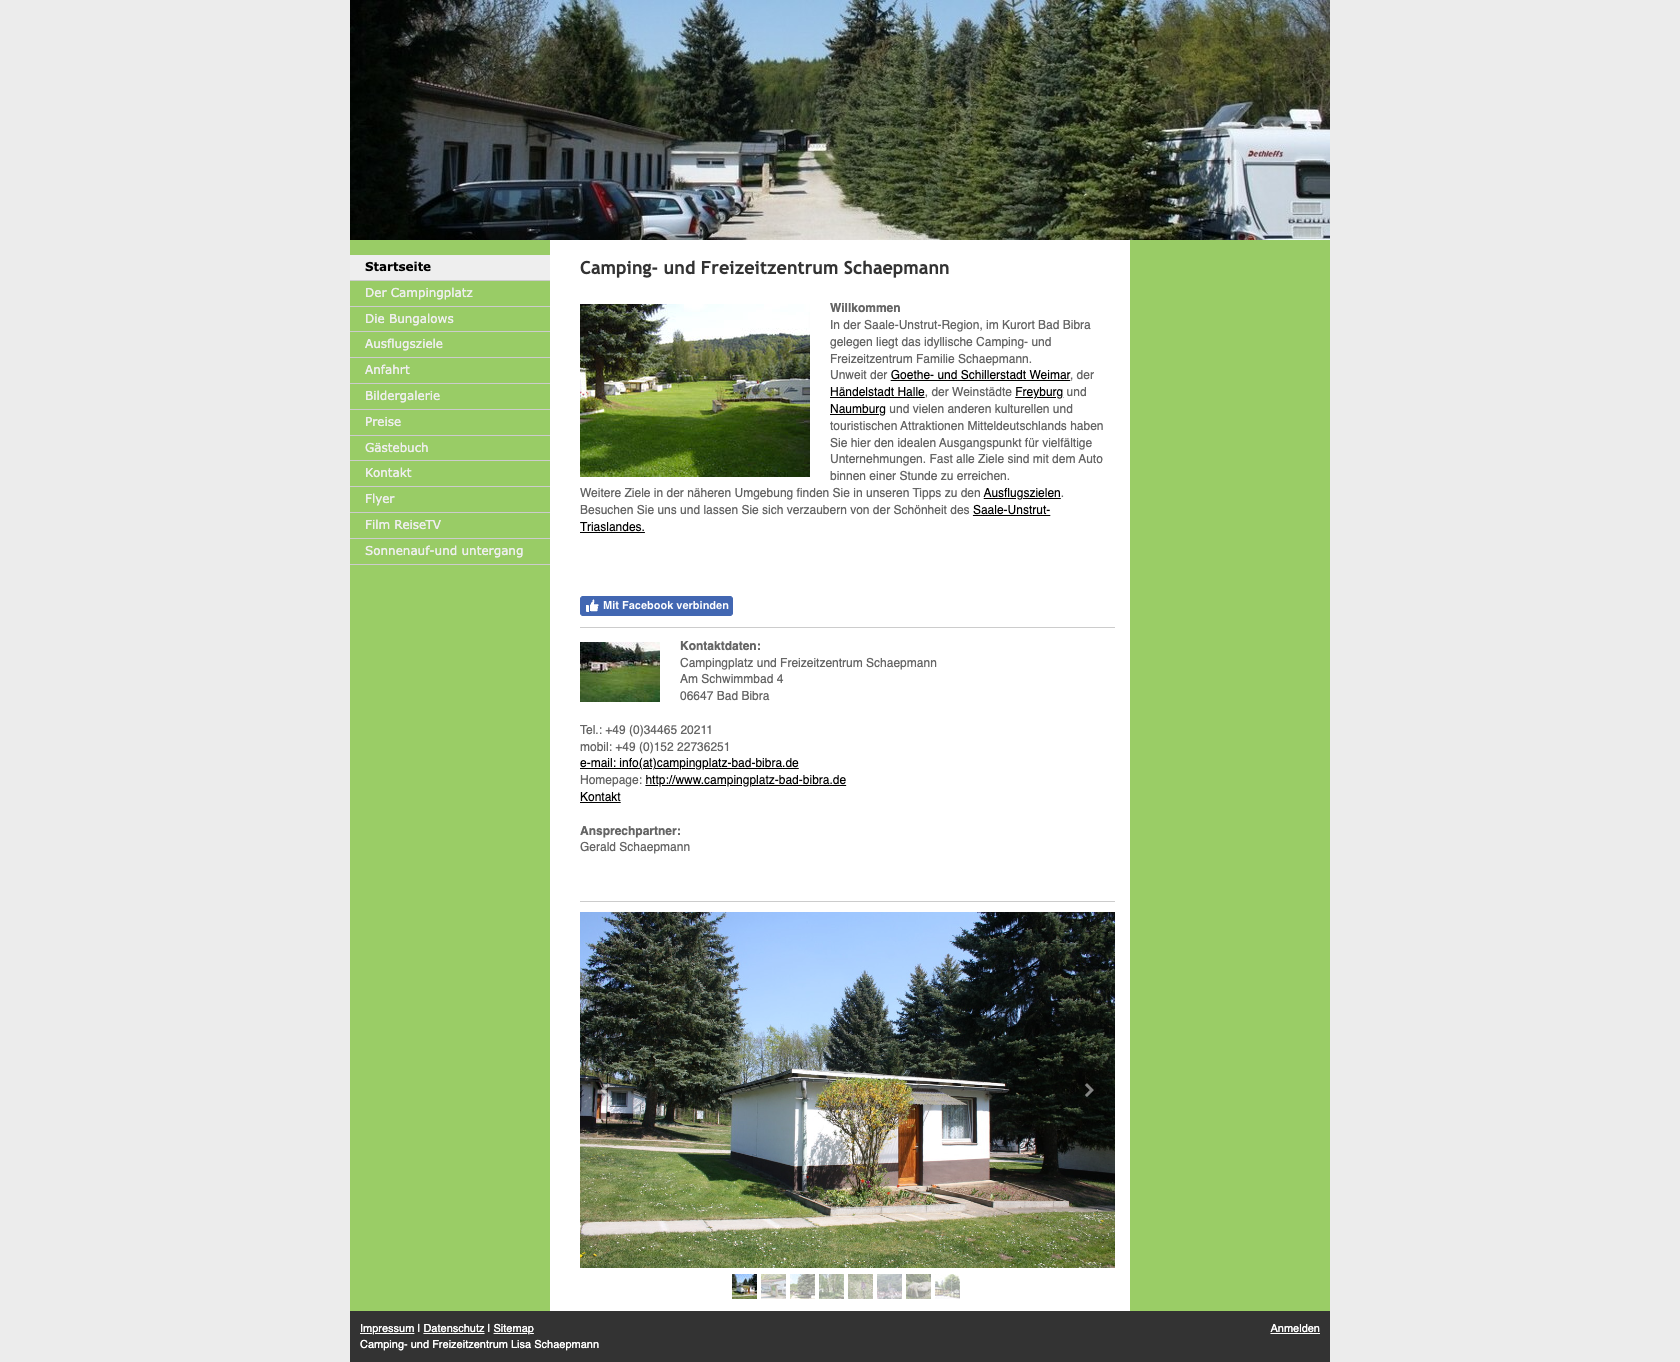 Dethleffs
Startseite
Der Campingplatz
Die Bungalows
Ausflugsziele
Anfahrt
Bildergalerie
Preise
Gästebuch
Kontakt
Flyer
Film ReiseTV
Sonnenauf-und untergang
Camping- und Freizeitzentrum Schaepmann
Willkommen
In der Saale-Unstrut-Region, im Kurort Bad Bibra
gelegen liegt das idyllische Camping- und
Freizeitzentrum Familie Schaepmann.
Unweit der Goethe- und Schillerstadt Weimar, der
Händelstadt Halle, der Weinstädte Freyburg und
Naumburg und vielen anderen kulturellen und
touristischen Attraktionen Mitteldeutschlands haben
Sie hier den idealen Ausgangspunkt für vielfältige
Unternehmungen. Fast alle Ziele sind mit dem Auto
binnen einer Stunde zu erreichen.
Weitere Ziele in der näheren Umgebung finden Sie in unseren Tipps zu den Ausflugszielen.
Besuchen Sie uns und lassen Sie sich verzaubern von der Schönheit des Saale-Unstrut-
Triaslandes.
Mit Facebook verbinden
Kontaktdaten:
Campingplatz und Freizeitzentrum Schaepmann
Am Schwimmbad 4
06647 Bad Bibra
Tel.: +49 (0)34465 20211
mobil: +49 (0)152 22736251
e-mail: info(at)campingplatz-bad-bibra.de
Homepage: http://www.campingplatz-bad-bibra.de
Kontakt
Ansprechpartner:
Gerald Schaepmann
Impressum | Datenschutz | Sitemap
Anmelden
Camping- und Freizeitzentrum Lisa Schaepmann